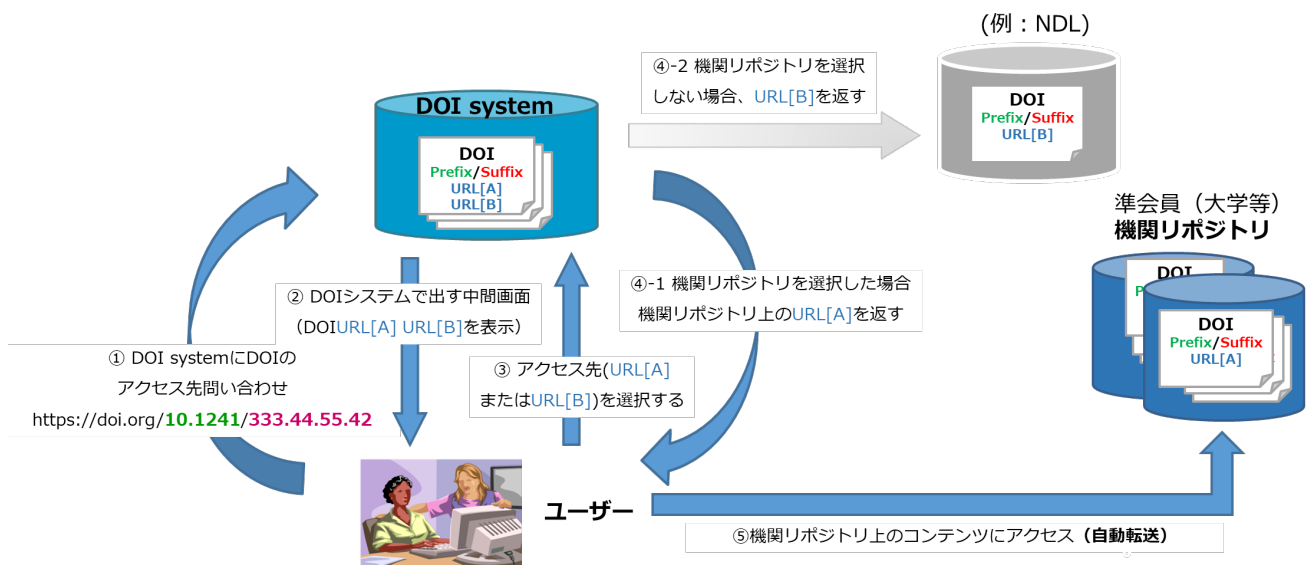 (例：NDL)
④-2 機関リポジトリを選択
しない場合、URL[B]を返す
DOI
Prefix/Suffix
URL[B]
DOI system
DOI
Prefix/Suffix
URL[A]
URL[B]
準会員（大学等）
機関リポジトリ
DOI
P
DOI
Prefix/Suffix
URL[A]
② DOIシステムで出す中間画面
（DOIURL[A] URL[B]を表示）
④-1 機関リポジトリを選択した場合
機関リポジトリ上のURL[A]を返す
① DOI systemにDOIの
アクセス先問い合わせ
https://doi.org/10.1241/333.44.55.42
③ アクセス先(URL[A]
またはURL[B])を選択する
ユーザー
⑤機関リポジトリ上のコンテンツにアクセス（自動転送）